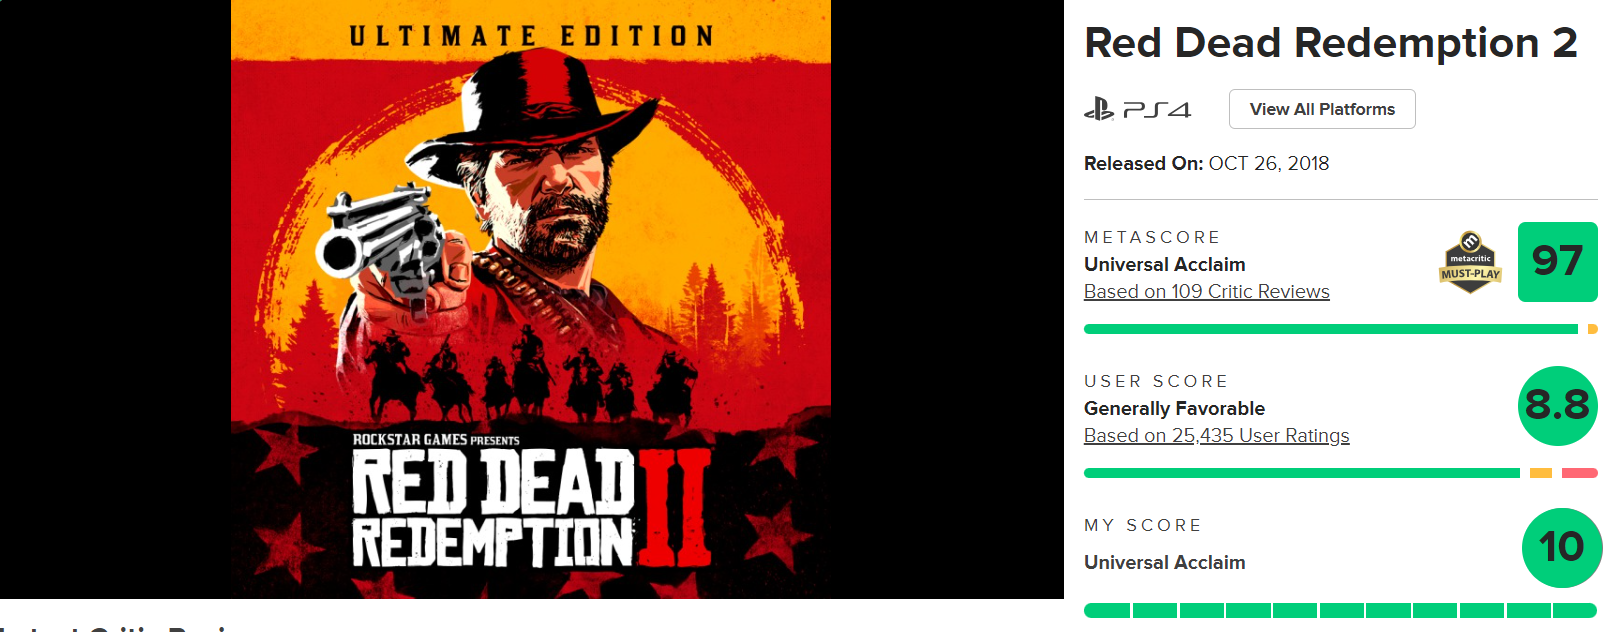 ULTIMATE EDITION
ROCKSTAR GAMES PRESENTS
RED DEAD
REDEMPTION II
Red Dead Redemption 2
PS4
View All Platforms
Released On: OCT 26, 2018
METASCORE
Universal Acclaim
Based on 109 Critic Reviews
m
metacritic
MUST-PLAY
97
USER SCORE
Generally Favorable
Based on 25,435 User Ratings
8.8
MY SCORE
Universal Acclaim
10